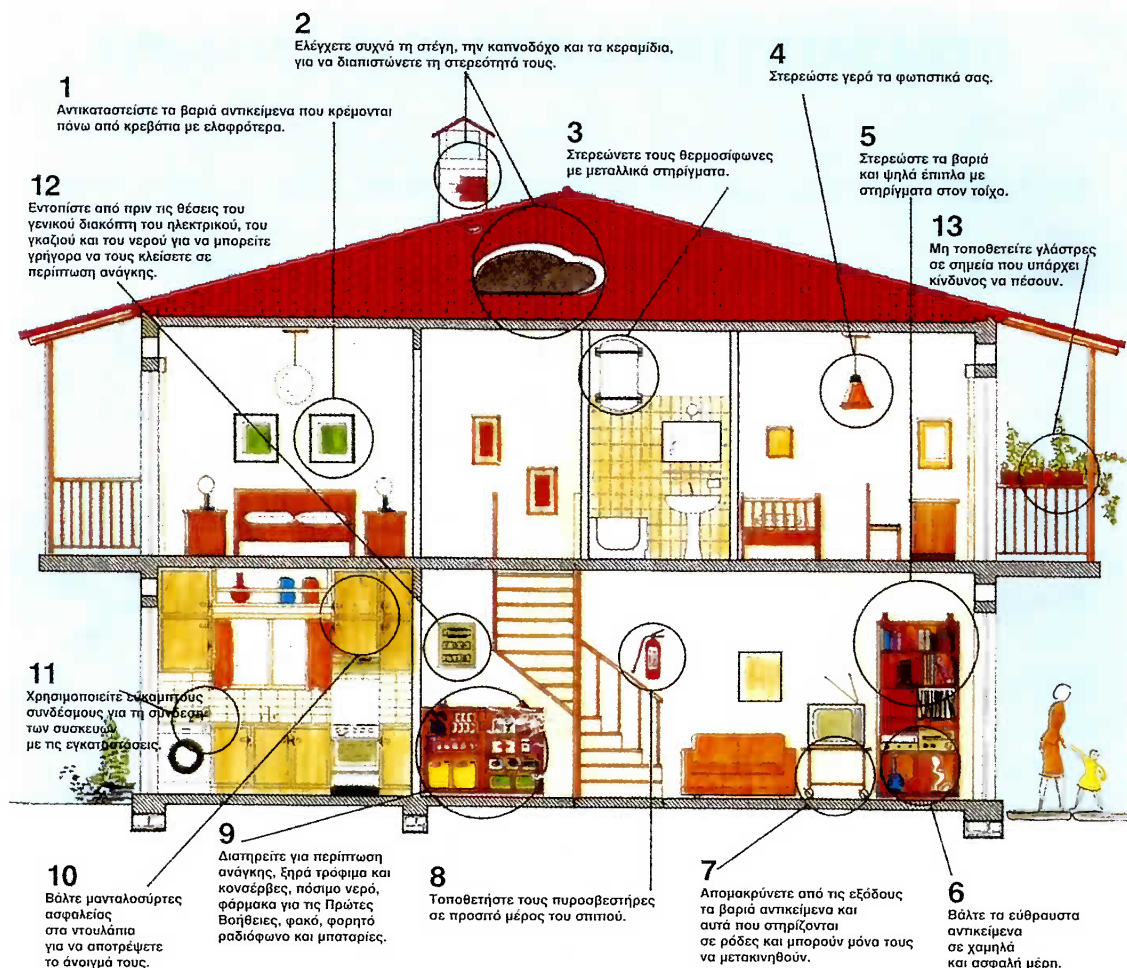 1
Αντικαταστείστε τα βαριά αντικείμενα που κρέμονται
πάνω από κρεβάτια με ελαφρότερα.
2
Ελέγχετε συχνά τη στέγη, την καπνοδόχο και τα κεραμίδια,
για να διαπιστώνετε τη στερεότητά τους.
3
Στερεώνετε τους θερμοσίφωνες
με μεταλλικά στηρίγματα.
4
Στερεώστε γερά τα φωτιστικά σας.
5
Στερεώστε τα βαριά
και ψηλά έπιπλα με
στηρίγματα στον τοίχο.
12
Εντοπίστε από πριν τις θέσεις του
γενικού διακόπτη του ηλεκτρικού, του
γκαζιού και του νερού για να μπορείτε
γρήγορα να τους κλείσετε σε
περίπτωση ανάγκης.
13
Μη τοποθετείτε γλάστρες
σε σημεία που υπάρχει
κίνδυνος να πέσουν.
11
Χρησιμοποιείτε εύκαμπτους
συνδέσμους για τη σύνδεση
των συσκευών
με τις εγκαταστάσεις.
10
Βάλτε μανταλοσύρτες
ασφαλείας
στα ντουλάπια
για να αποτρέψετε
το άνοιγμά τους.
9
Διατηρείτε για περίπτωση
ανάγκης, ξηρά τρόφιμα και
κονσέρβες, πόσιμο νερό,
φάρμακα για τις Πρώτες
Βοήθειες, φακό, φορητό
ραδιόφωνο και μπαταρίες.
8
Τοποθετήστε τους πυροσβεστήρες
σε προσιτό μέρος του σπιτιού.
7
Απομακρύνετε από τις εξόδους
τα βαριά αντικείμενα και
αυτά που στηρίζονται
σε ρόδες και μπορούν μόνα τους
να μετακινηθούν.
6
Βάλτε τα εύθραυστα
αντικείμενα
σε χαμηλά
και ασφαλή μέρη.